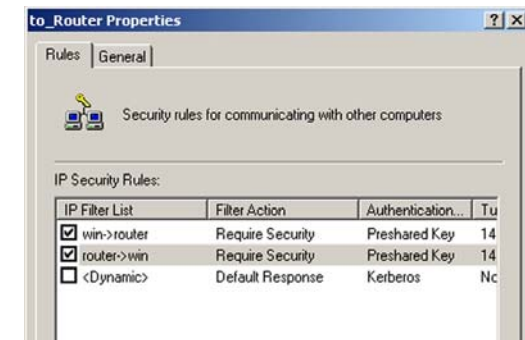 to_Router Properties
Rules General
Security rules for communicating with other computers
IP Security Rules:
IP Filter List Filter Action Authentication... Tu
win->router Require Security Preshared Key 14
router->win Require Security Preshared Key 14
<Dynamic> Default Response Kerberos Nc